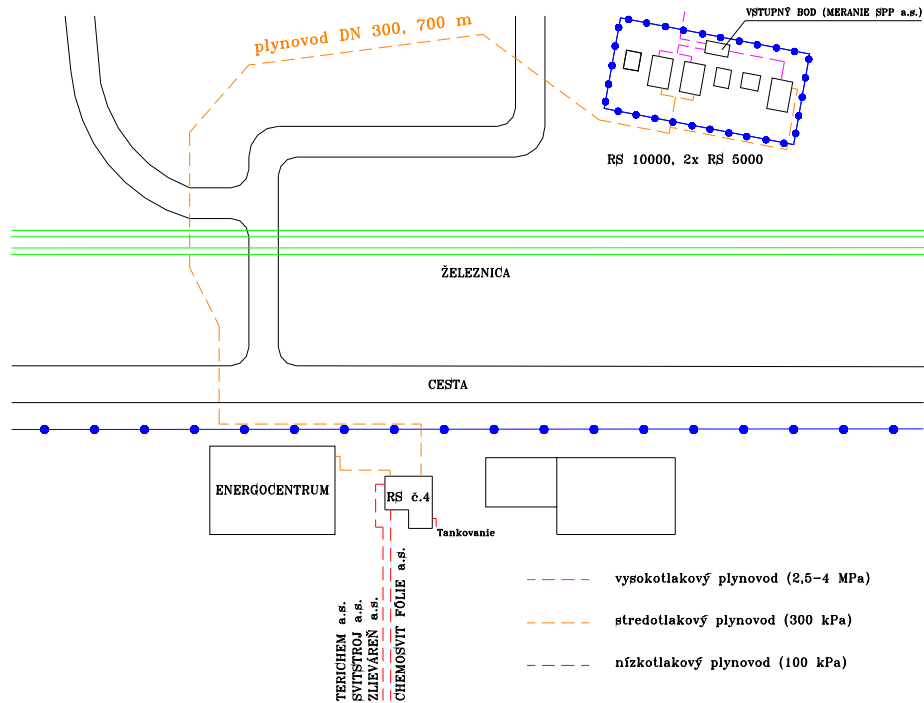 VSTUPNÝ BOD (MERANIE SPP a.s.)
plynovod DN 300, 700 m
RS 10000, 2x RS 5000
ŽELEZNICA
CESTA
ENERGOCENTRUM
RS č.4
Tankovanie
TERICHEM a.s.
SVITSTROJ a.s.
ZLIEVÁREŇ a.s.
CHEMOSVIT FÓLIE a.s.
vysokotlakový plynovod (2,5-4 MPa)
stredotlakový plynovod (300 kPa)
nízkotlakový plynovod (100 kPa)